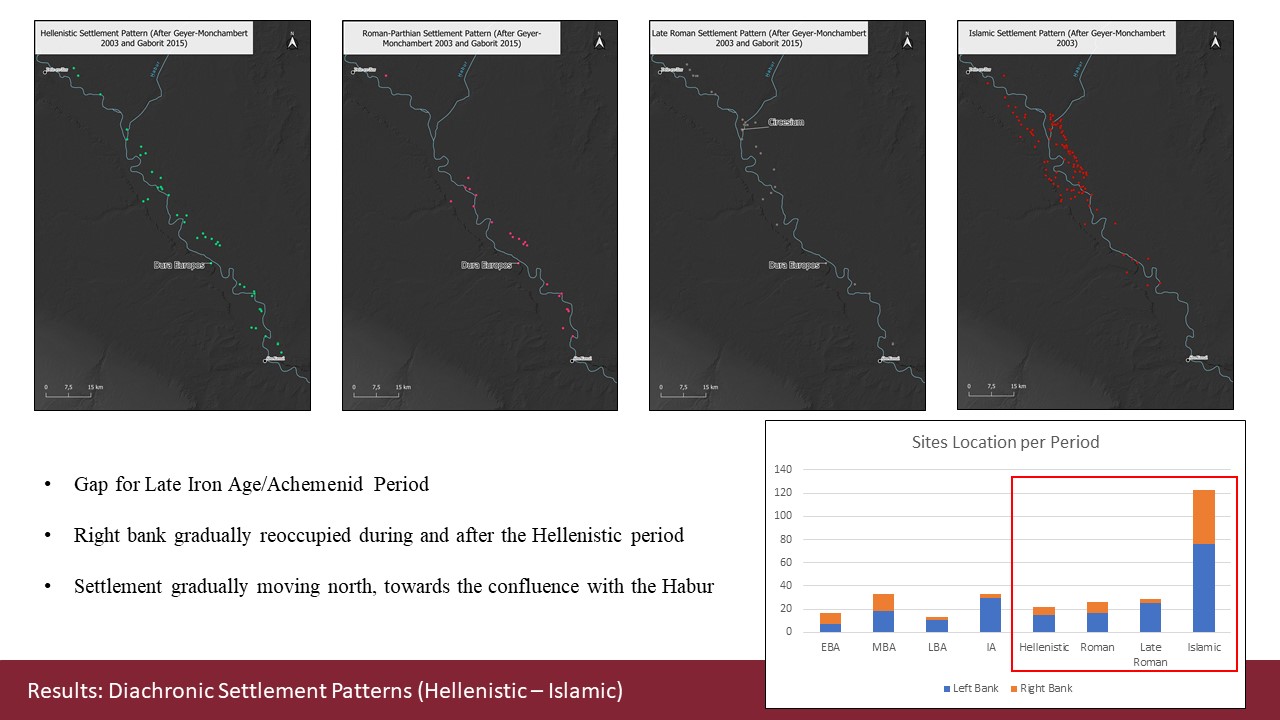 Hellenistic Settlement Pattern (After Geyer-Monchambert
2003 and Gaborit 2015)
N
Habur
Dura Europos
0 7,5 15 km
Roman-Parthian Settlement Pattern (After Geyer-
Monchambert 2003 and Gaborit 2015)
N
Habur
Dura Europos
0 7,5 15 km
Late Roman Settlement Pattern (After Geyer-Monchambert
2003 and Gaborit 2015)
N
Habur
Circesium
Dura Europos
0 7,5 15 km
Islamic Settlement Pattern (After Geyer-Monchambert
2003)
N
Habur
0 7,5 15 km
• Gap for Late Iron Age/Achemenid Period
• Right bank gradually reoccupied during and after the Hellenistic period
• Settlement gradually moving north, towards the confluence with the Habur
Sites Location per Period
140
120
100
80
60
40
20
0
EBA MBA LBA IA Hellenistic Roman Late Islamic
Roman
Left Bank Right Bank
Results: Diachronic Settlement Patterns (Hellenistic – Islamic)